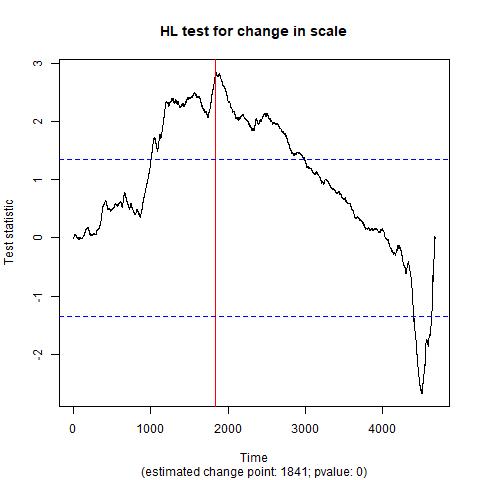 HL test for change in scale
Test statistic
3
2
1
0
-1
-2
0 1000 2000 3000 4000
Time
(estimated change point: 1841; pvalue: 0)